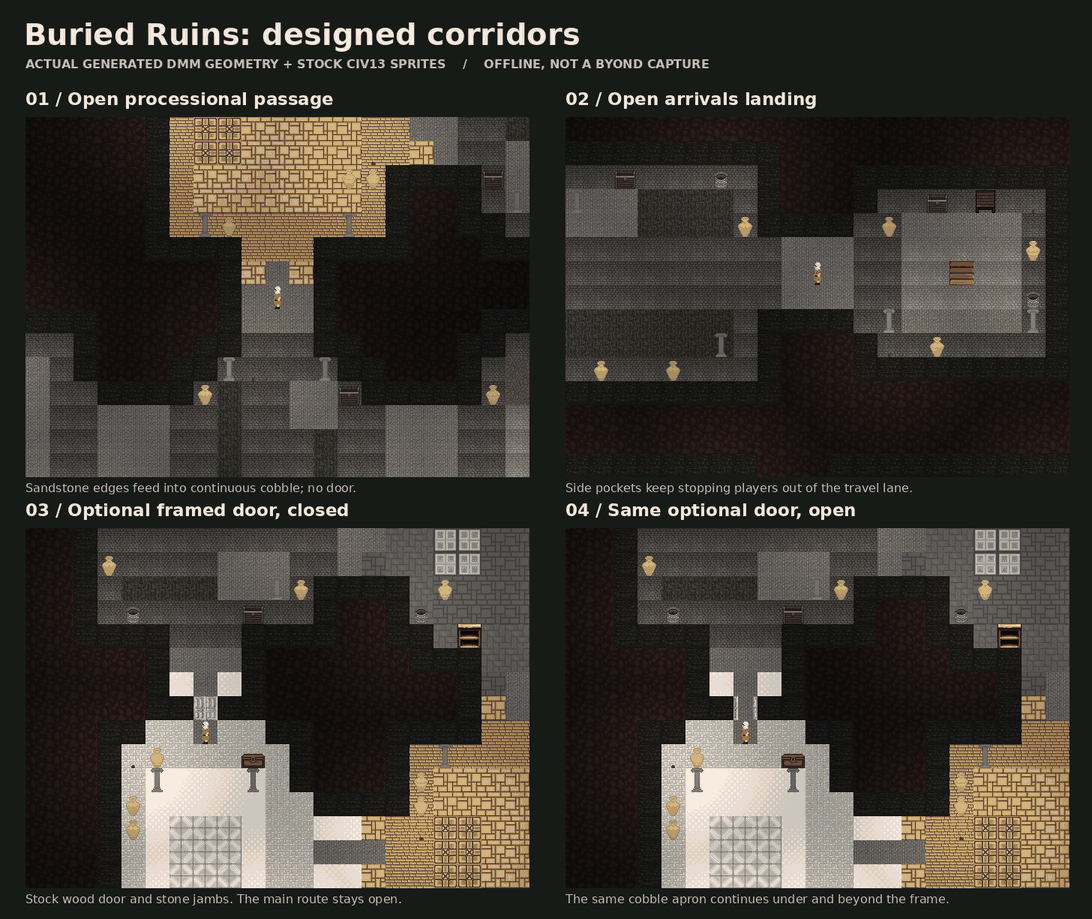 Buried Ruins: designed corridors
ACTUAL GENERATED DMM GEOMETRY + STOCK CIV13 SPRITES / OFFLINE, NOT A BYOND CAPTURE
01 / Open processional passage
02 / Open arrivals landing
Sandstone edges feed into continuous cobble; no door.
Side pockets keep stopping players out of the travel lane.
03 / Optional framed door, closed
04 / Same optional door, open
Stock wood door and stone jambs. The main route stays open.
The same cobble apron continues under and beyond the frame.